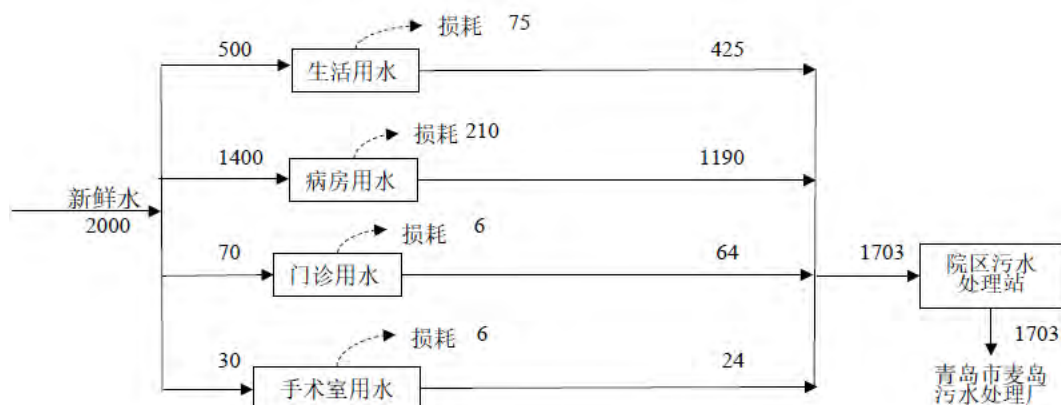 损耗 75
500
生活用水
425
损耗 210
1400
病房用水
1190
新鲜水
2000
损耗 6
70
门诊用水
64
1703
院区污水
处理站
损耗 6
30
手术室用水
24
1703
青岛市麦岛
污水处理厂